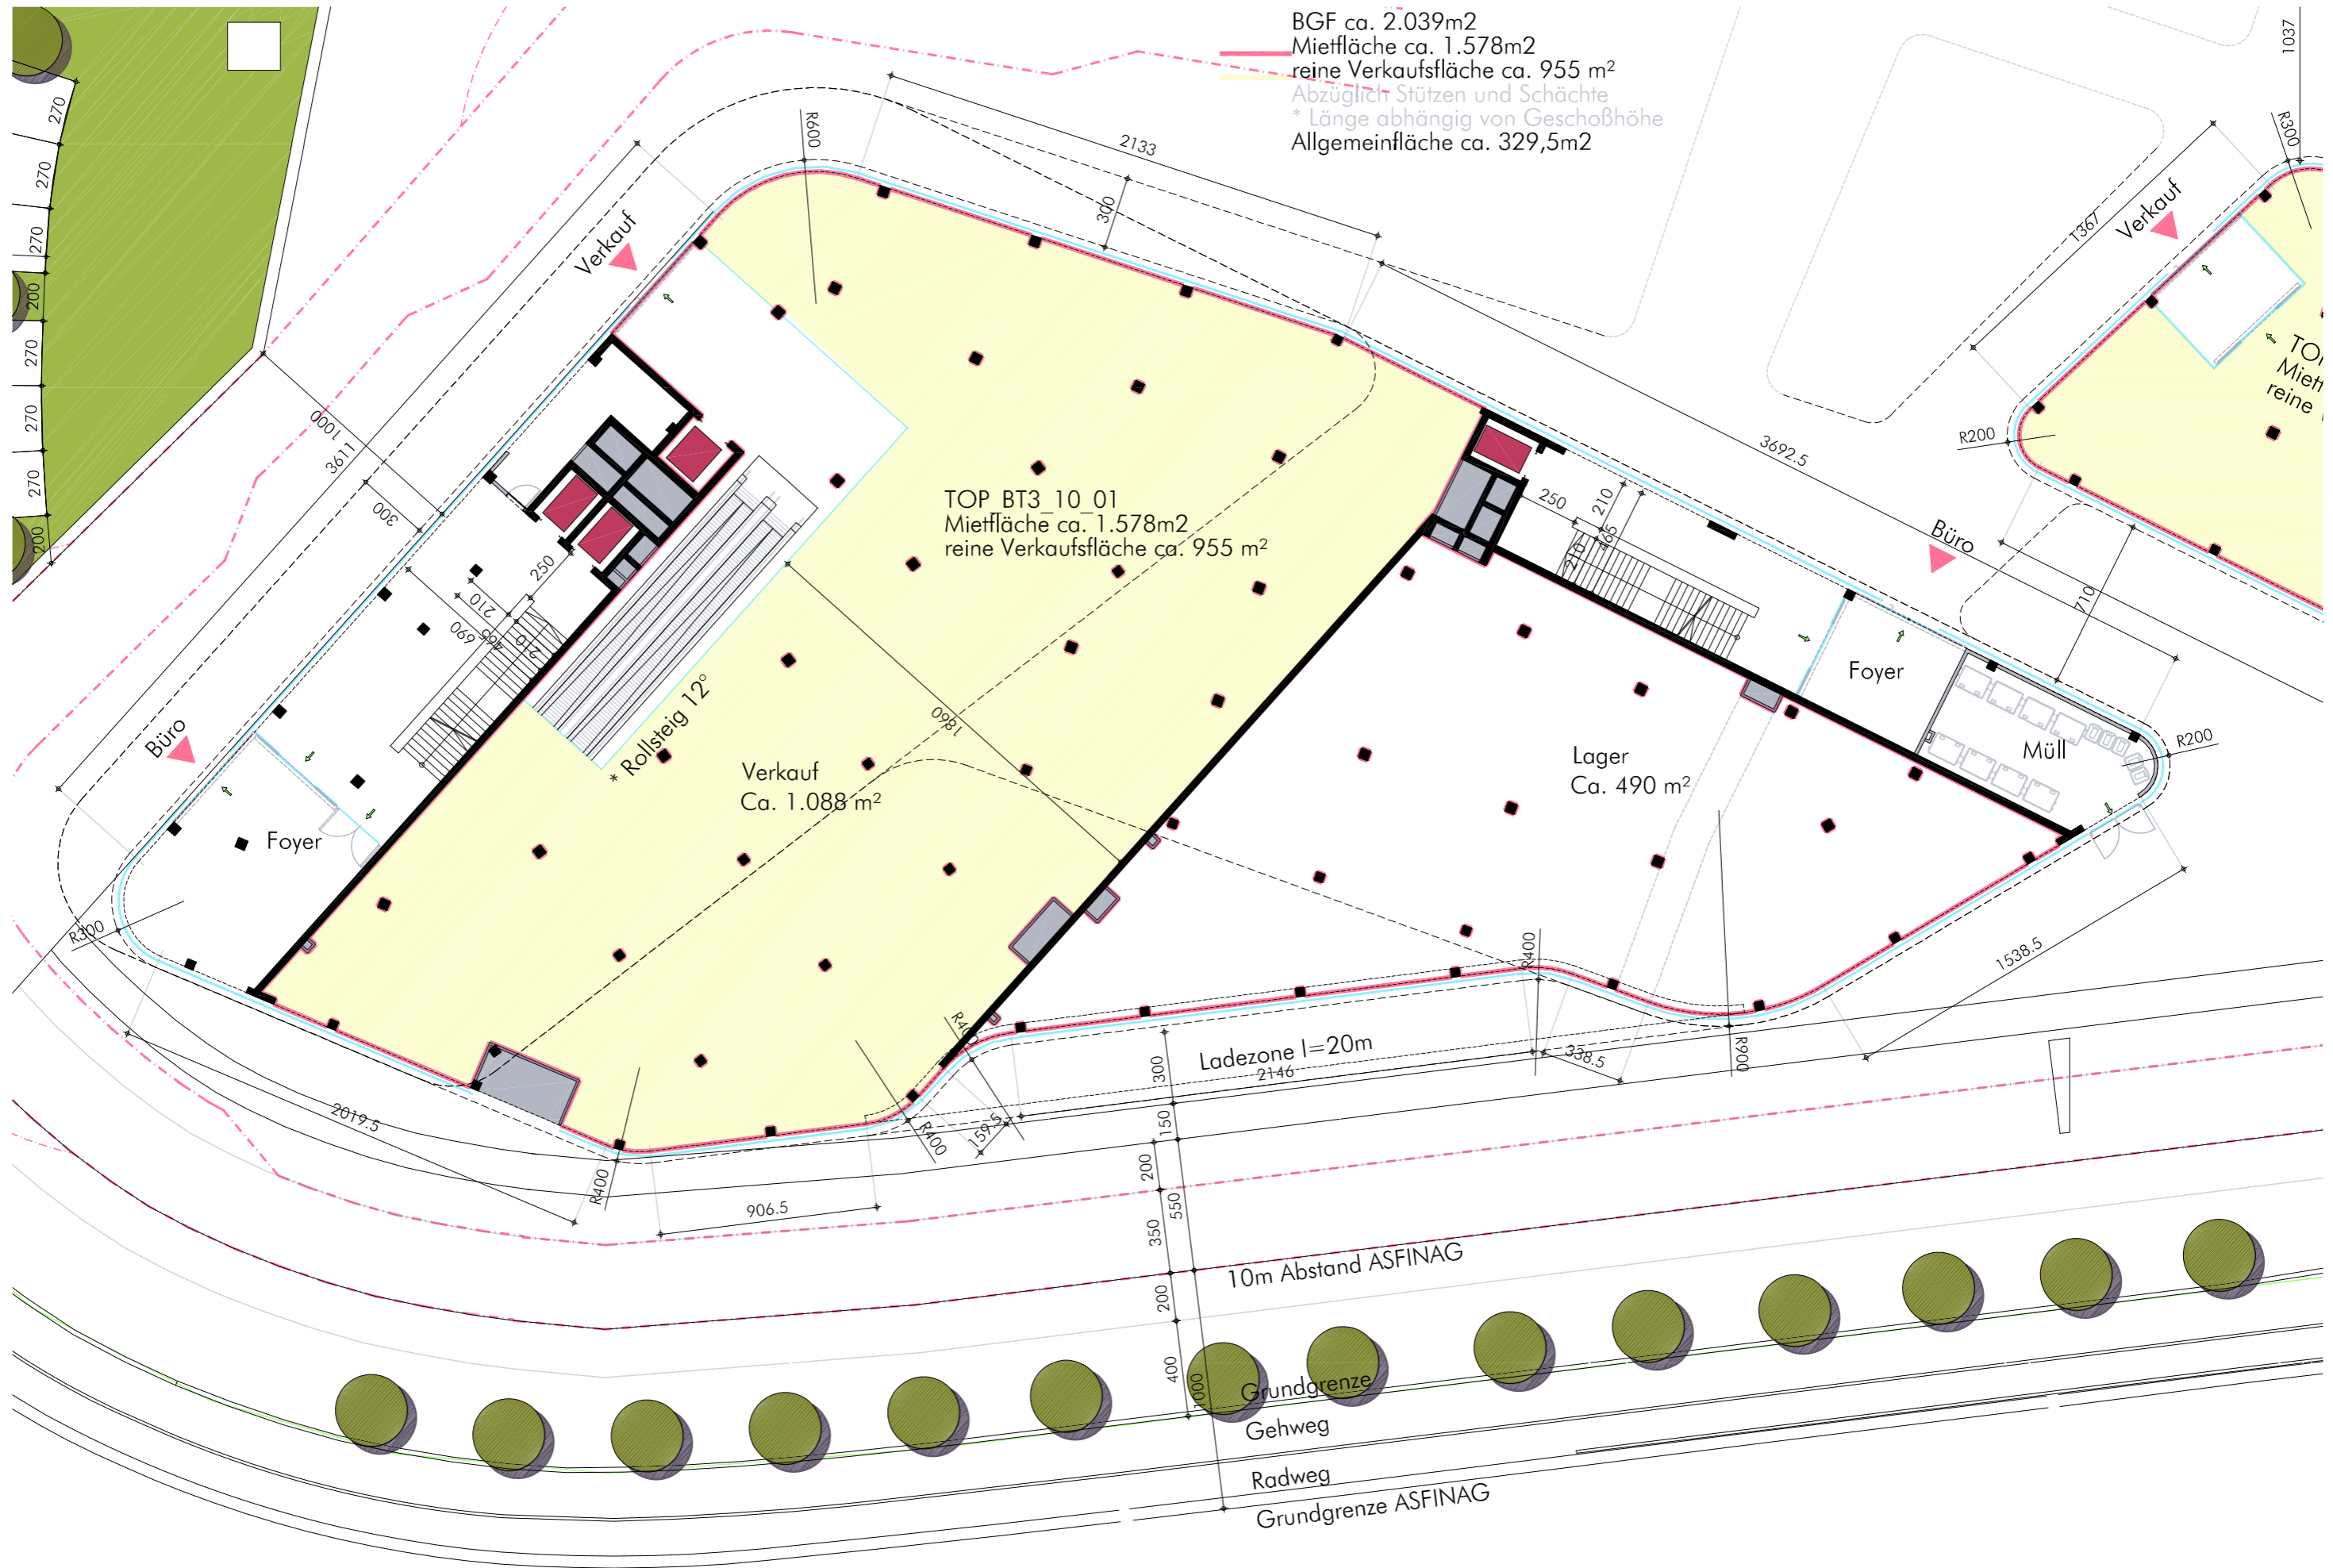 BGF ca. 2.039m2
Mietfläche ca. 1.578m2
reine Verkaufsfläche ca. 955 m²
Abzüglich Stützen und Schächte
* Länge abhängig von Geschoßhöhe
Allgemeinfläche ca. 329,5m2
1037
R300
270
270
270
200
270
270
270
200
R600
2133
300
Verkauf
1367
Verkauf
TOP_BT3_10_01
Mietfläche ca. 1.578m2
reine Verkaufsfläche ca. 955 m²
R200
3692.5
1000
3611
300
250
210
465
210
250
210
465
210
690
Büro
710
Büro
Foyer
Foyer
Müll
R200
* Rollsteig 12°
1860
Verkauf
Ca. 1.088 m²
Lager
Ca. 490 m²
R300
1538.5
R400
R900
338.5
Ladezone l=20m
2146
300
150
159.5
R400
R400
2019.5
906.5
200
550
350
10m Abstand ASFINAG
200
400
1000
Grundgrenze
Gehweg
Radweg
Grundgrenze ASFINAG